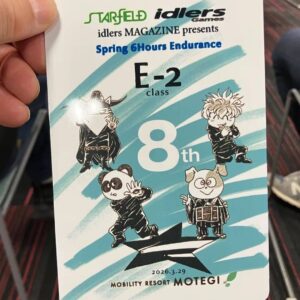 STARFIELD idlers
Games
idlers MAGAZINE presents
Spring 6Hours Endurance
E-2
class
8th
2026.3.29
MOBILITY RESORT MOTEGI